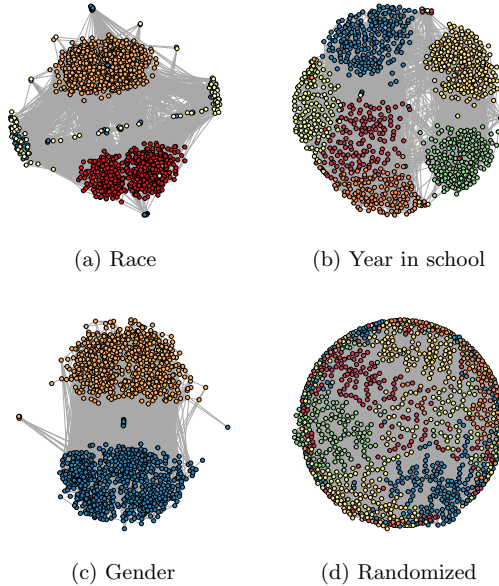 (a) Race
(b) Year in school
(c) Gender
(d) Randomized